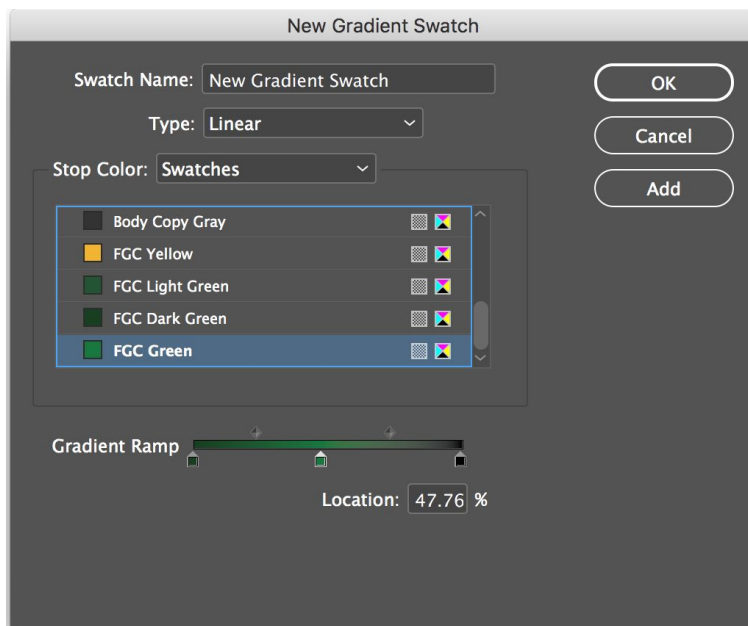 New Gradient Swatch
Swatch Name: New Gradient Swatch
OK
Type: Linear
Cancel
Stop Color: Swatches
Add
Body Copy Gray
FGC Yellow
FGC Light Green
FGC Dark Green
FGC Green
Gradient Ramp
Location: 47.76 %